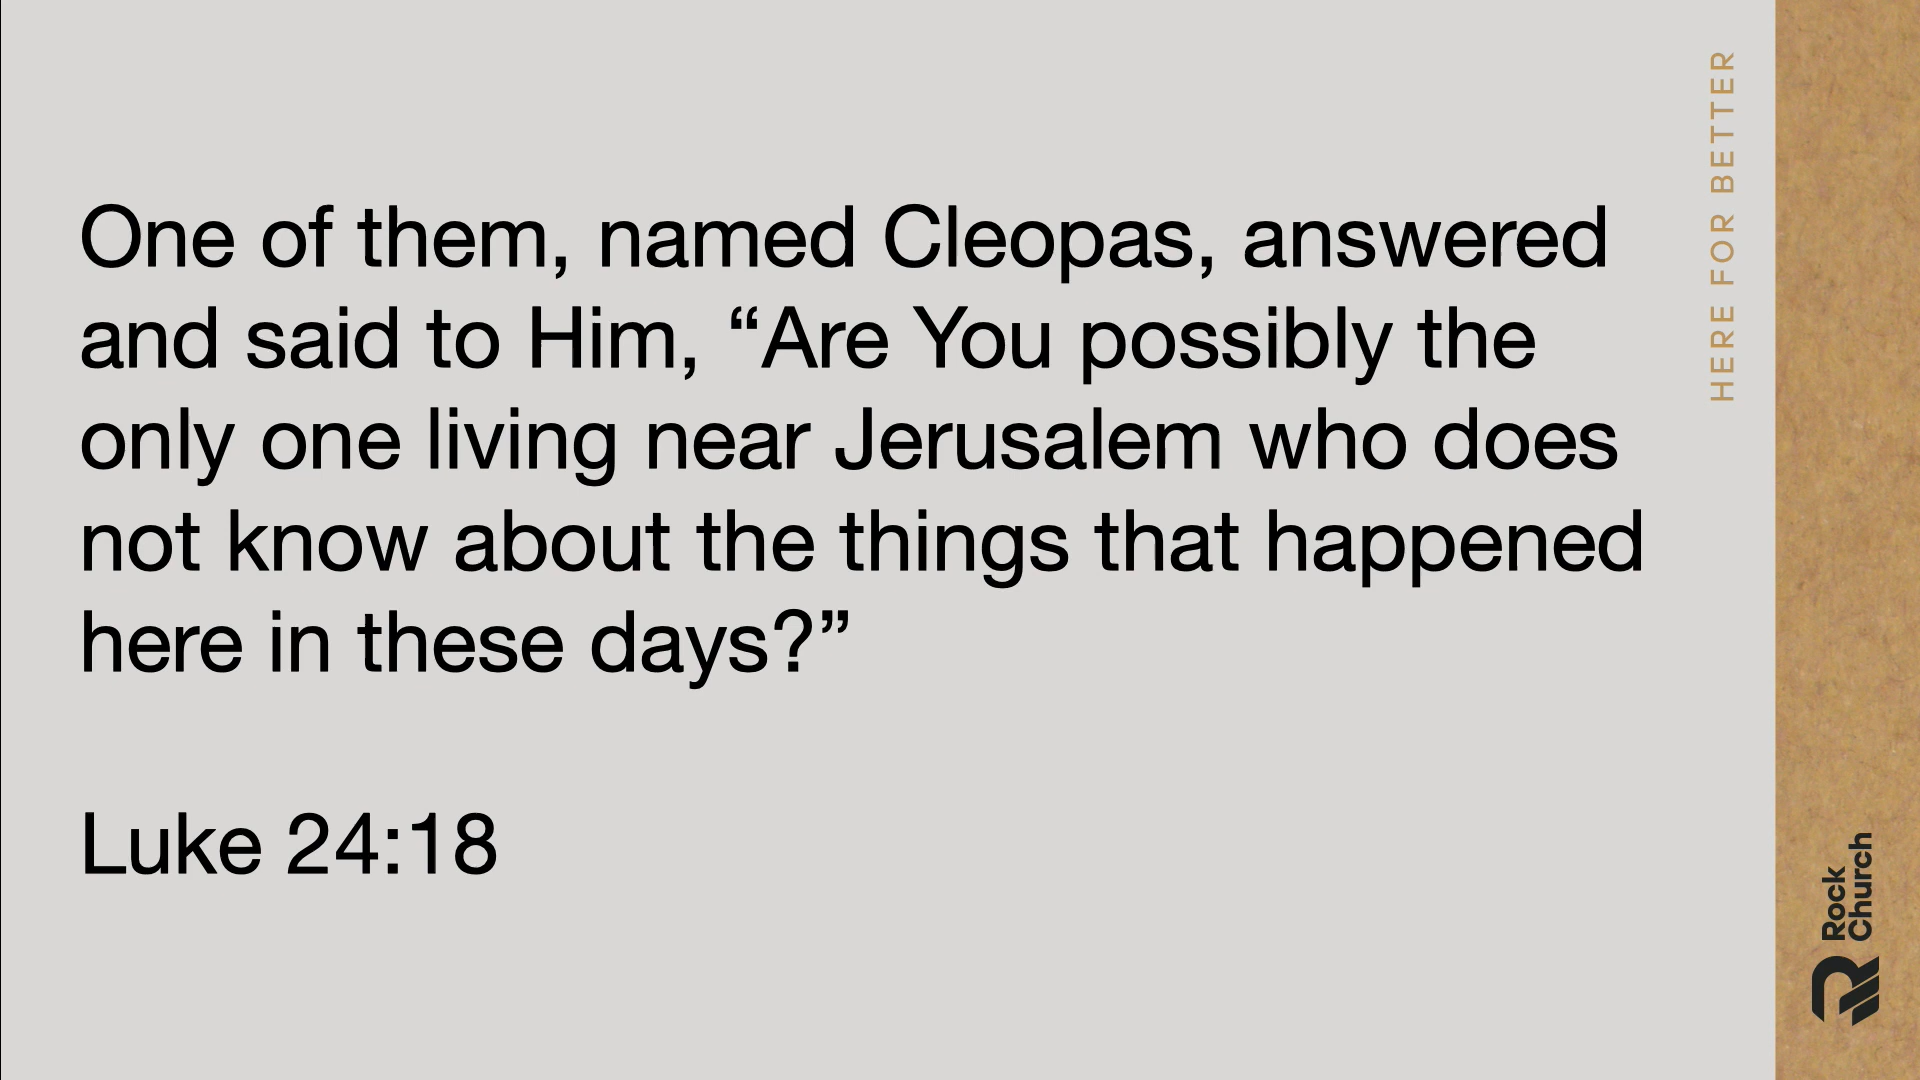 One of them, named Cleopas, answered
and said to Him, “Are You possibly the
only one living near Jerusalem who does
not know about the things that happened
here in these days?”
Luke 24:18
HERE FOR BETTER
Rock
Church